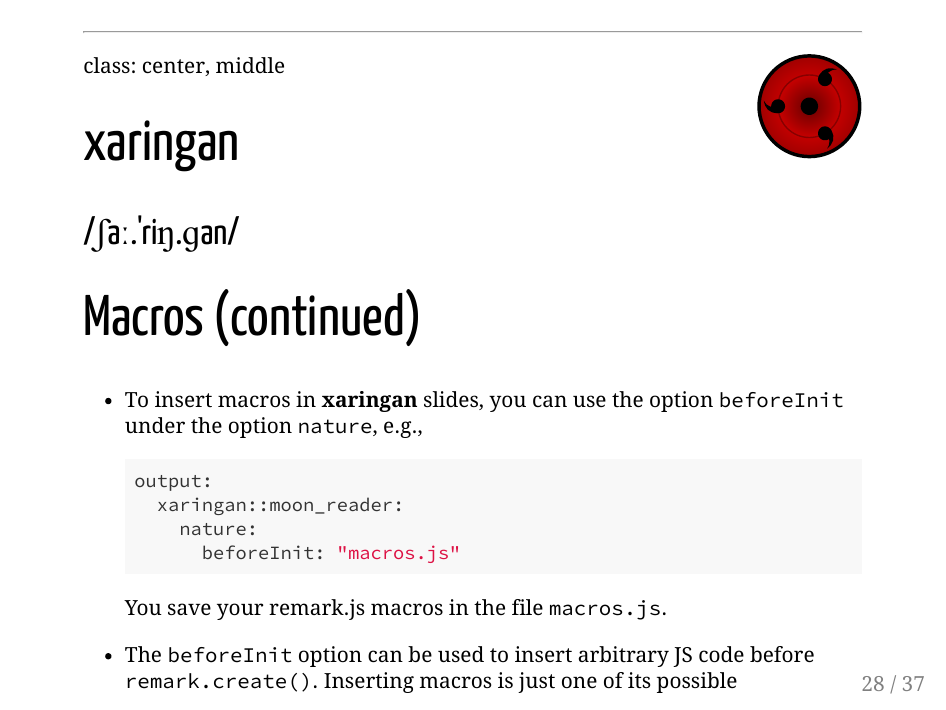 class: center, middle
xaringan
/ʃaː.'riŋ.ɡan/
Macros (continued)
• To insert macros in xaringan slides, you can use the option beforeInit
under the option nature, e.g.,
output:
  xaringan::moon_reader:
    nature:
      beforeInit: "macros.js"
You save your remark.js macros in the file macros.js.
• The beforeInit option can be used to insert arbitrary JS code before
remark.create(). Inserting macros is just one of its possible
28 / 37